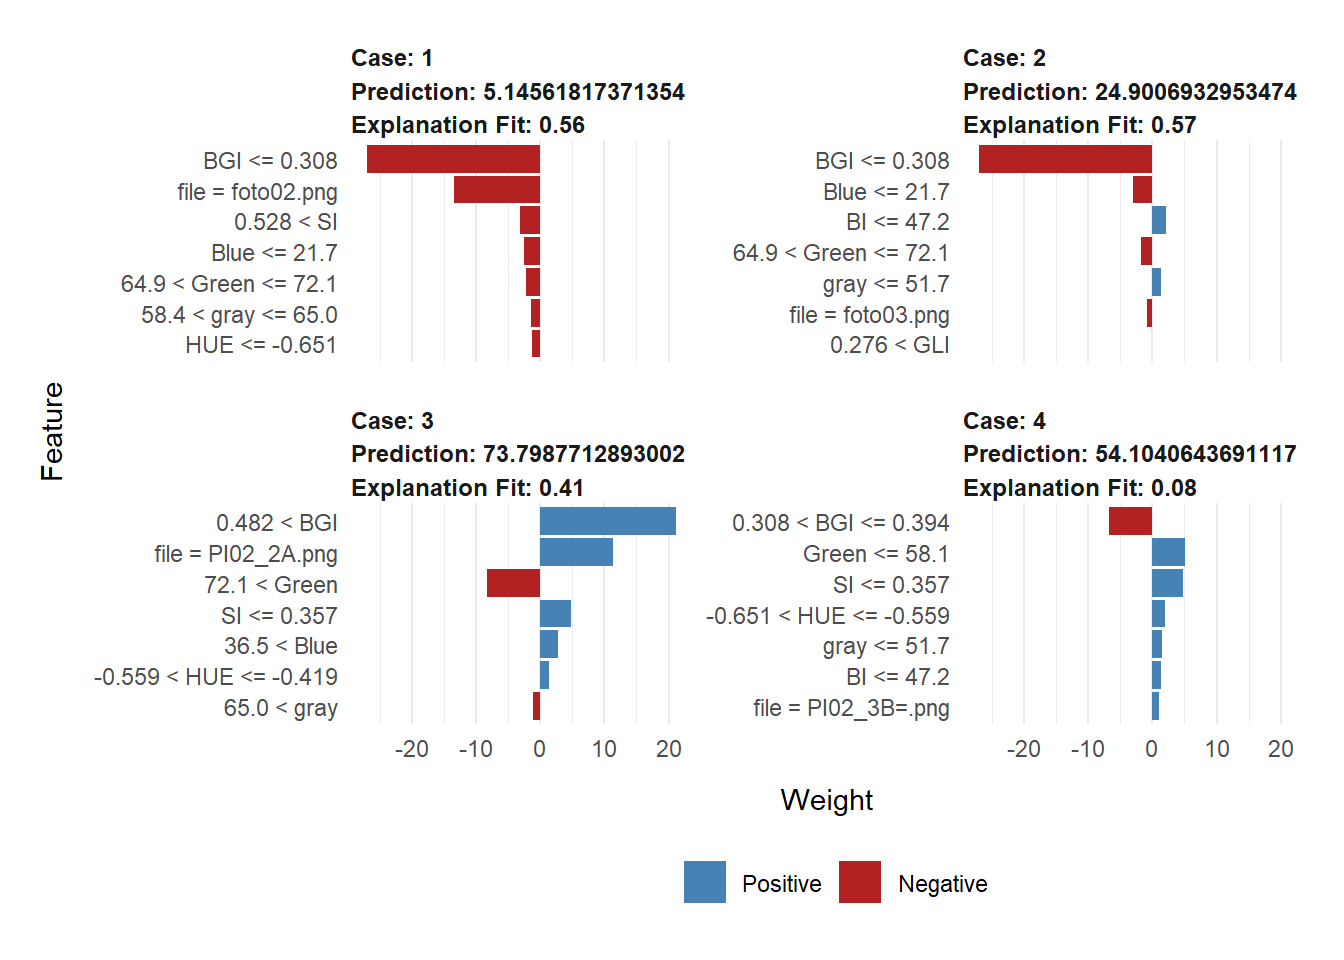 Case: 1
Prediction: 5.14561817371354
Explanation Fit: 0.56
BGI <= 0.308
file = foto02.png
0.528 < SI
Blue <= 21.7
64.9 < Green <= 72.1
58.4 < gray <= 65.0
HUE <= -0.651
Case: 2
Prediction: 24.9006932953474
Explanation Fit: 0.57
BGI <= 0.308
Blue <= 21.7
BI <= 47.2
64.9 < Green <= 72.1
gray <= 51.7
file = foto03.png
0.276 < GLI
Feature
Case: 3
Prediction: 73.7987712893002
Explanation Fit: 0.41
0.482 < BGI
file = PI02_2A.png
72.1 < Green
SI <= 0.357
36.5 < Blue
-0.559 < HUE <= -0.419
65.0 < gray
-20 -10 0 10 20
Case: 4
Prediction: 54.1040643691117
Explanation Fit: 0.08
0.308 < BGI <= 0.394
Green <= 58.1
SI <= 0.357
-0.651 < HUE <= -0.559
gray <= 51.7
BI <= 47.2
file = PI02_3B=.png
-20 -10 0 10 20
Weight
Positive Negative